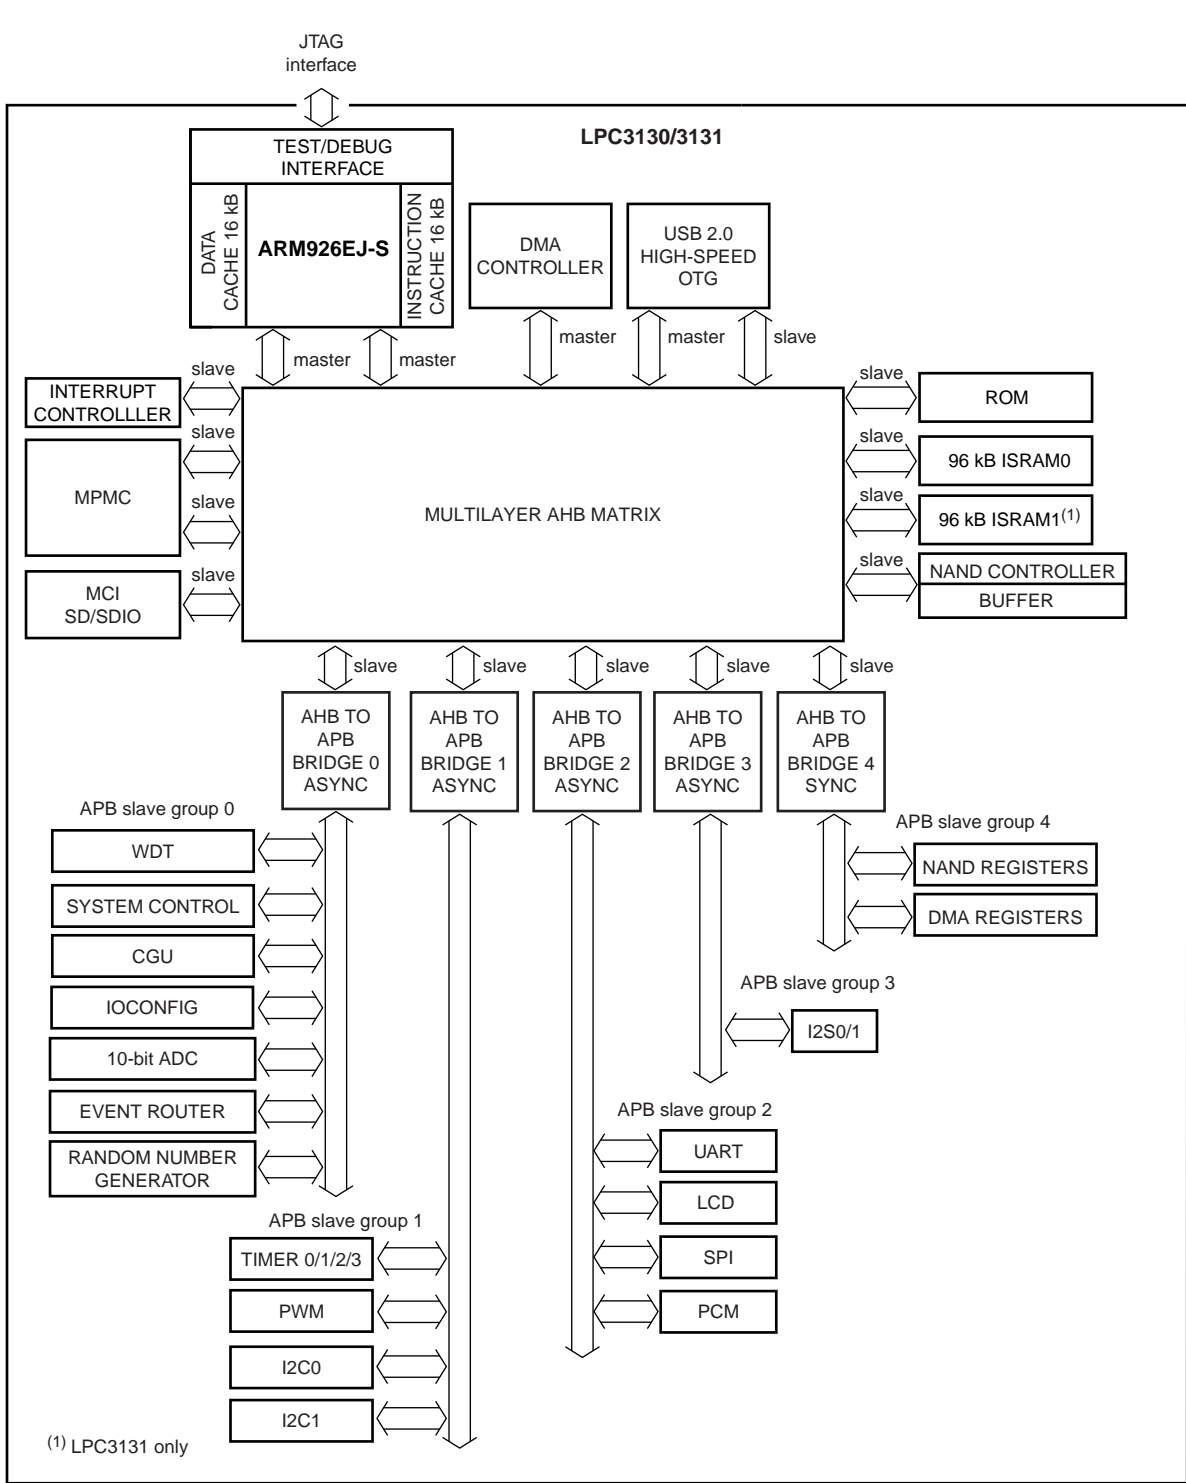 JTAG
interface
LPC3130/3131
TEST/DEBUG
INTERFACE
DATA
CACHE 16 kB
ARM926EJ-S
INSTRUCTION
CACHE 16 kB
DMA
CONTROLLER
USB 2.0
HIGH-SPEED
OTG
master
master
master
master
slave
slave
INTERRUPT
CONTROLLLER
slave
MPMC
slave
slave
MCI
SD/SDIO
MULTILAYER AHB MATRIX
slave
ROM
slave
96 kB ISRAM0
slave
96 kB ISRAM1(1)
slave
NAND CONTROLLER
BUFFER
slave
slave
slave
slave
slave
AHB TO
APB
BRIDGE 0
ASYNC
AHB TO
APB
BRIDGE 1
ASYNC
AHB TO
APB
BRIDGE 2
ASYNC
AHB TO
APB
BRIDGE 3
ASYNC
AHB TO
APB
BRIDGE 4
SYNC
APB slave group 0
WDT
SYSTEM CONTROL
CGU
IOCONFIG
10-bit ADC
EVENT ROUTER
RANDOM NUMBER
GENERATOR
APB slave group 4
NAND REGISTERS
DMA REGISTERS
APB slave group 3
I2S0/1
APB slave group 2
UART
LCD
SPI
PCM
APB slave group 1
TIMER 0/1/2/3
PWM
I2C0
I2C1
(1) LPC3131 only